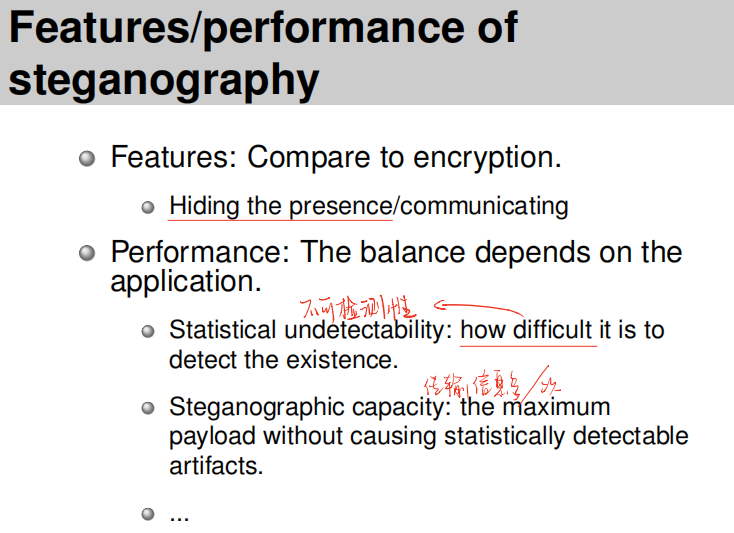 Features/performance of
steganography
Features: Compare to encryption.
Hiding the presence/communicating
Performance: The balance depends on the
application.
不可检测性
Statistical undetectability: how difficult it is to
detect the existence.
传输信息量/次
Steganographic capacity: the maximum
payload without causing statistically detectable
artifacts.
...